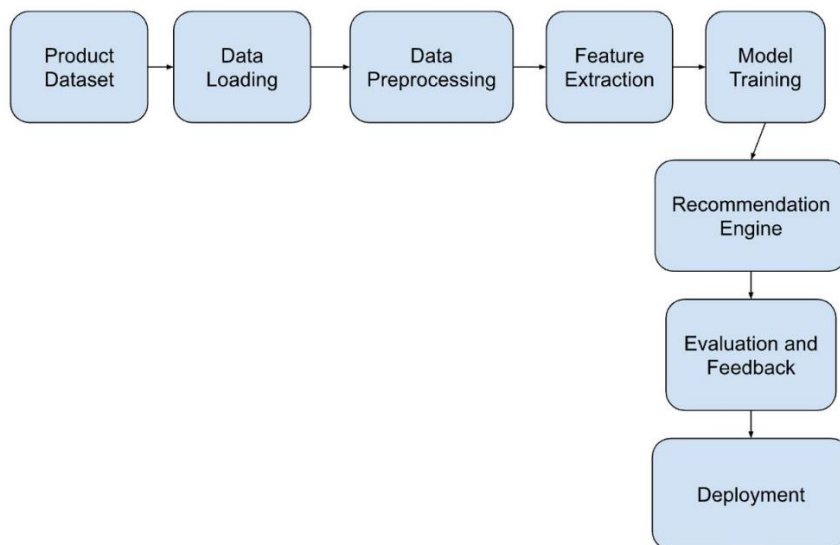 Product
Dataset
Data
Loading
Data
Preprocessing
Feature
Extraction
Model
Training
Recommendation
Engine
Evaluation and
Feedback
Deployment